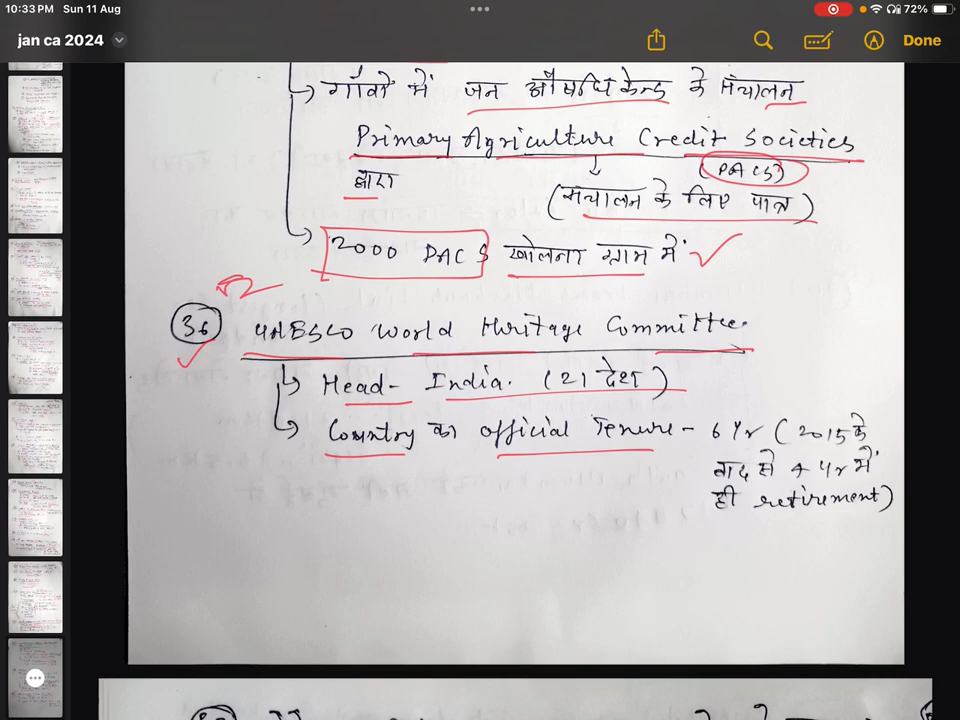 10:33 PM Sun 11 Aug
72%
jan ca 2024
Done
गाँवो में जन औषधि केन्द्र के संचालन
Primary Agriculture Credit Societies
द्वारा
(PACS)
(संचालन के लिए पात्र)
2000 PACS खोलना ग्राम में
36 UNESCO World Heritage Committee.
Head - India. (21 देश)
Country का official Tenure - 6 Yr (2015 के
बाद से 4 Yr में
ही retirement)